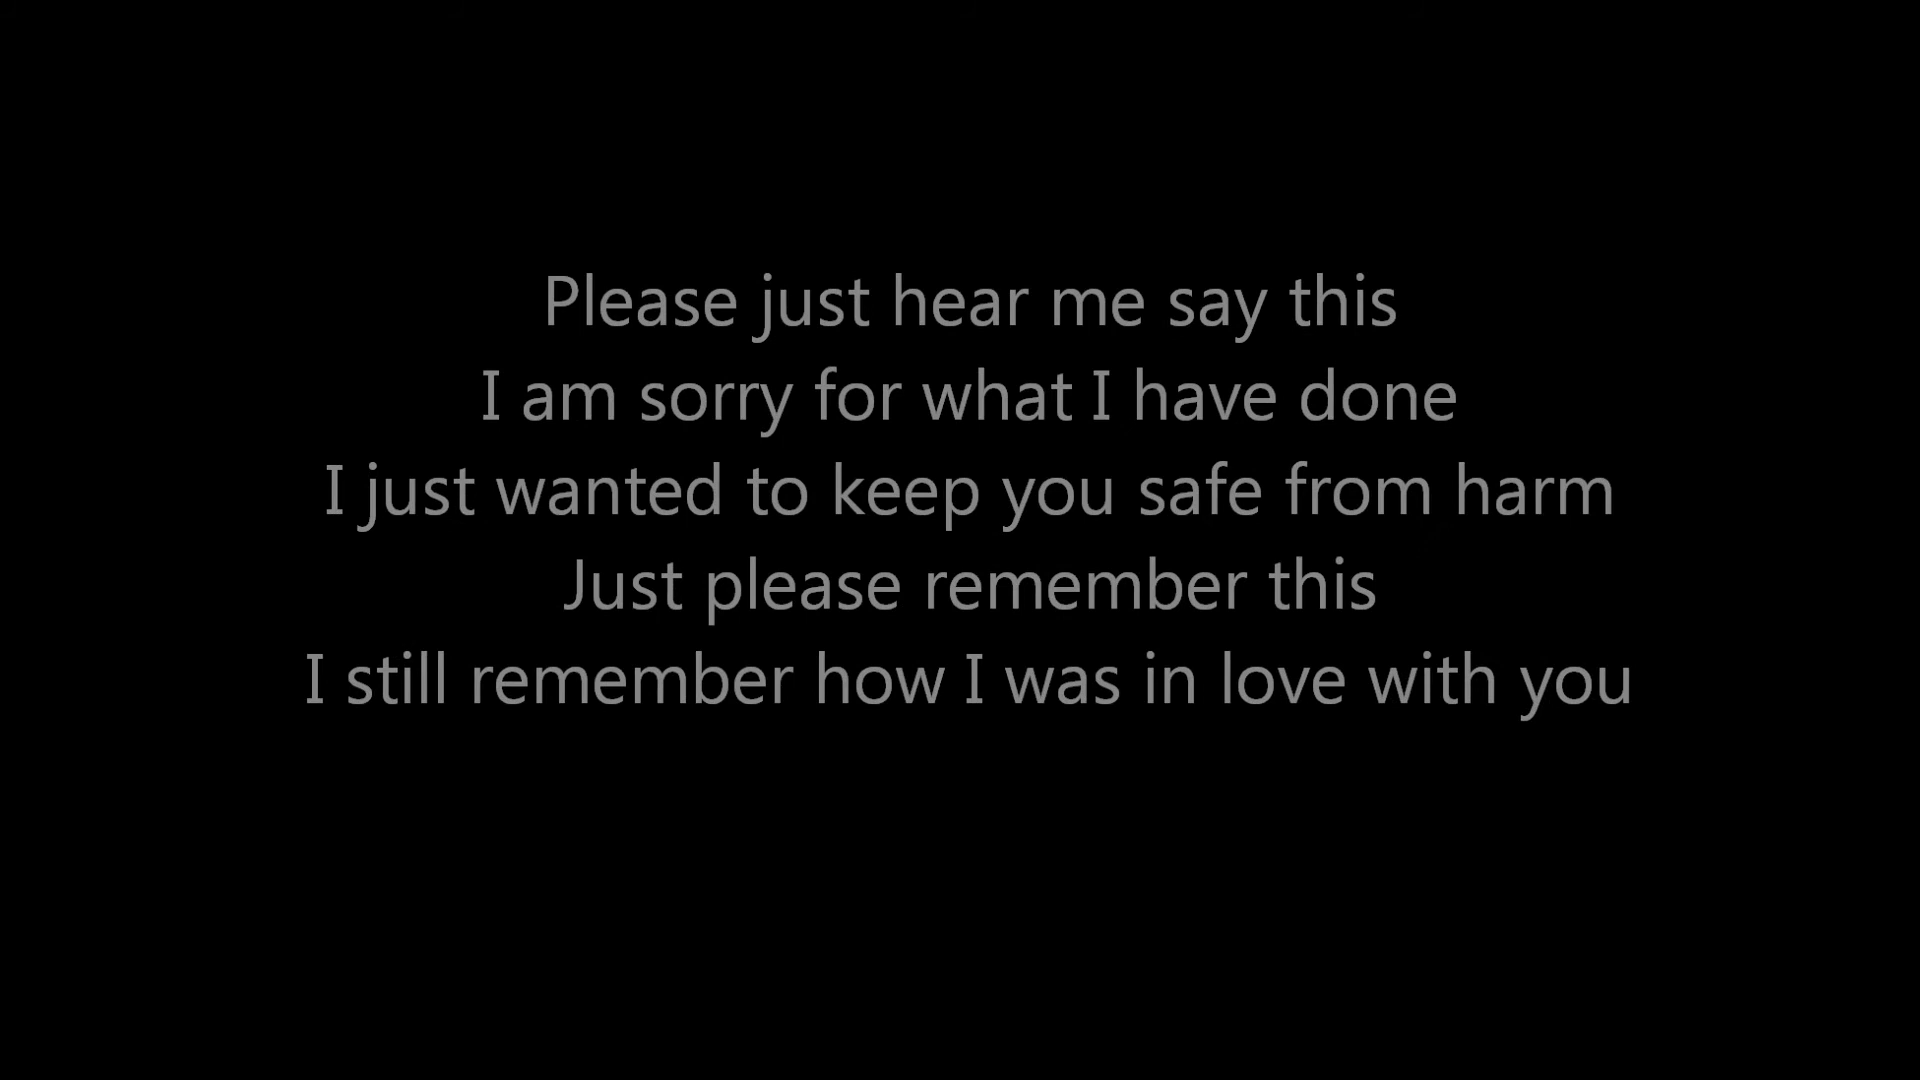 Please just hear me say this
I am sorry for what I have done
I just wanted to keep you safe from harm
Just please remember this
I still remember how I was in love with you